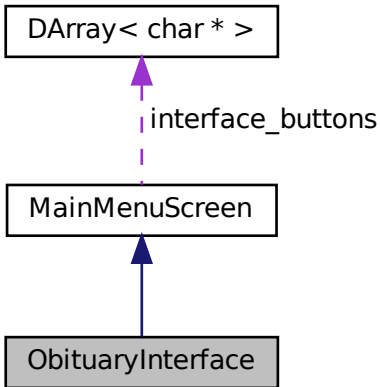 DArray< char * >
interface_buttons
MainMenuScreen
ObituaryInterface